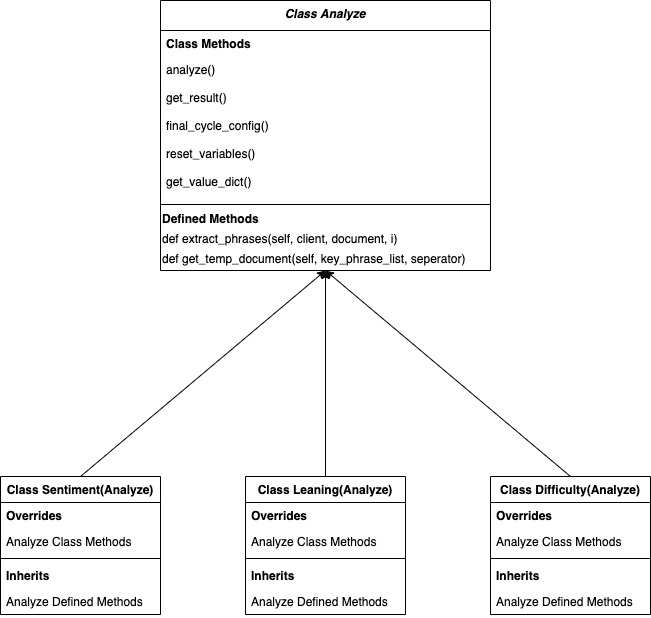 Class Analyze
Class Methods
analyze()
get_result()
final_cycle_config()
reset_variables()
get_value_dict()
Defined Methods
def extract_phrases(self, client, document, i)
def get_temp_document(self, key_phrase_list, seperator)
Class Sentiment(Analyze)
Overrides
Analyze Class Methods
Inherits
Analyze Defined Methods
Class Leaning(Analyze)
Overrides
Analyze Class Methods
Inherits
Analyze Defined Methods
Class Difficulty(Analyze)
Overrides
Analyze Class Methods
Inherits
Analyze Defined Methods